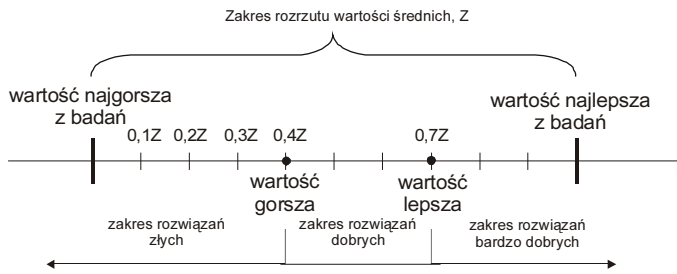 Zakres rozrzutu wartości średnich, Z
wartość najgorsza
z badań
wartość najlepsza
z badań
0,1Z 0,2Z 0,3Z 0,4Z 0,7Z
wartość
gorsza
wartość
lepsza
zakres rozwiązań
złych
zakres rozwiązań
dobrych
zakres rozwiązań
bardzo dobrych